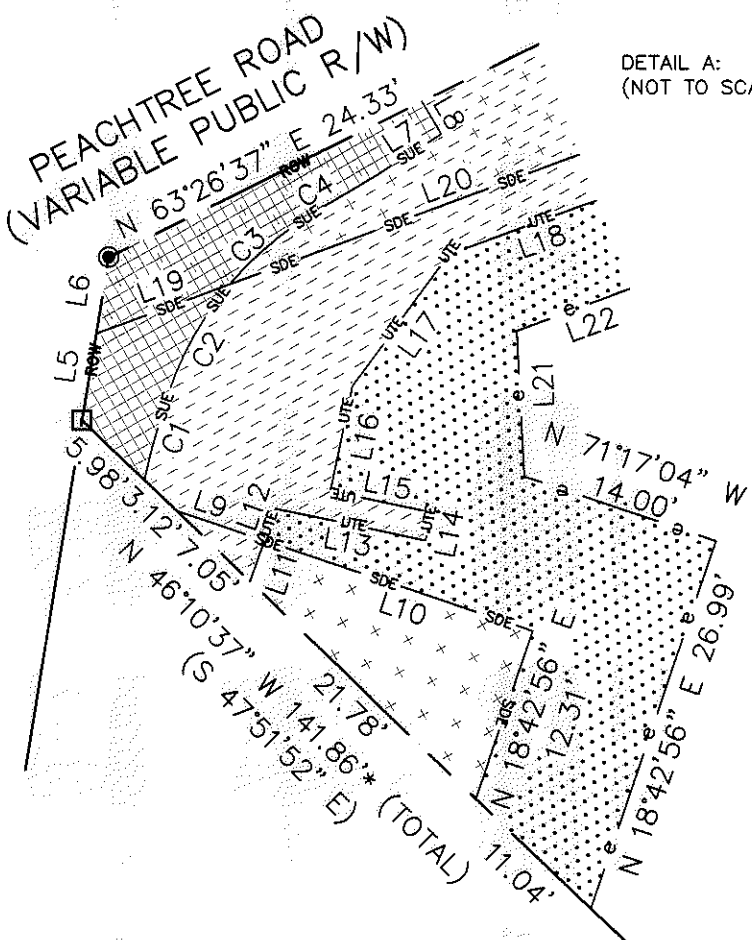 PEACHTREE ROAD
(VARIABLE PUBLIC R/W)
DETAIL A:
(NOT TO SCA
N 63°26'37" E 24.33'
ROW
L7
L8
SUE
C4
SUE
L20
SDE
SDE
C3
SDE
L6
L19
SDE
SUE
UTE
UTE
L18
e
L22
L5
ROW
C2
UTE
L17
SUE
C1
UTE
L16
e
L21
N 71°17'04" W
14.00'
e
e
UTE
L15
L9
L12
UTE
UTE
L13
UTE
L14
SDE
L11
SDE
L10
SDE
5.98'
3.12'
7.05'
N 46°10'37" W 141.86'* (TOTAL)
(S 47°51'52" E)
21.78'
SDE
N 18°42'56" E
12.31'
e
e
e
N 18°42'56" E 26.99'
11.04'